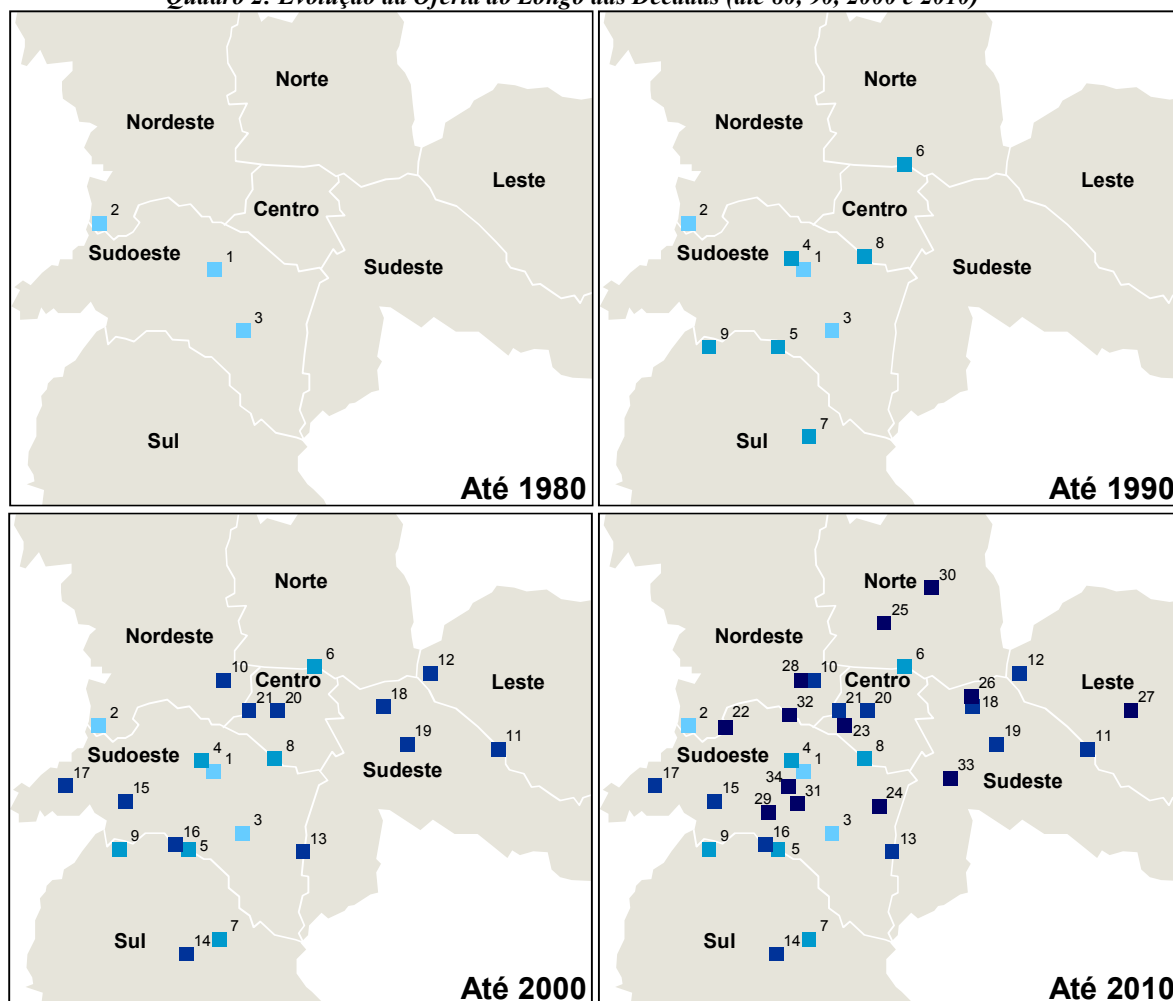 Quadro 2: Evolução da Oferta ao Longo das Décadas (até 80, 90, 2000 e 2010)
Norte
Nordeste
Leste
Centro
2
Sudoeste
1
Sudeste
3
Sul
Até 1980
Norte
Nordeste
6
Leste
Centro
2
Sudoeste
4
8
1
Sudeste
3
9
5
7
Sul
Até 1990
Norte
Nordeste
6
12
10
Centro
Leste
18
21
20
2
19
11
Sudoeste
4
8
1
Sudeste
17
15
3
16
9
5
13
7
14
Sul
Até 2000
30
Norte
25
Nordeste
6
12
28
10
Centro
26
Leste
27
32
21
20
18
22
2
23
19
11
Sudoeste
4
8
1
33
Sudeste
17
34
15
31
24
29
3
16
9
5
13
7
14
Sul
Até 2010